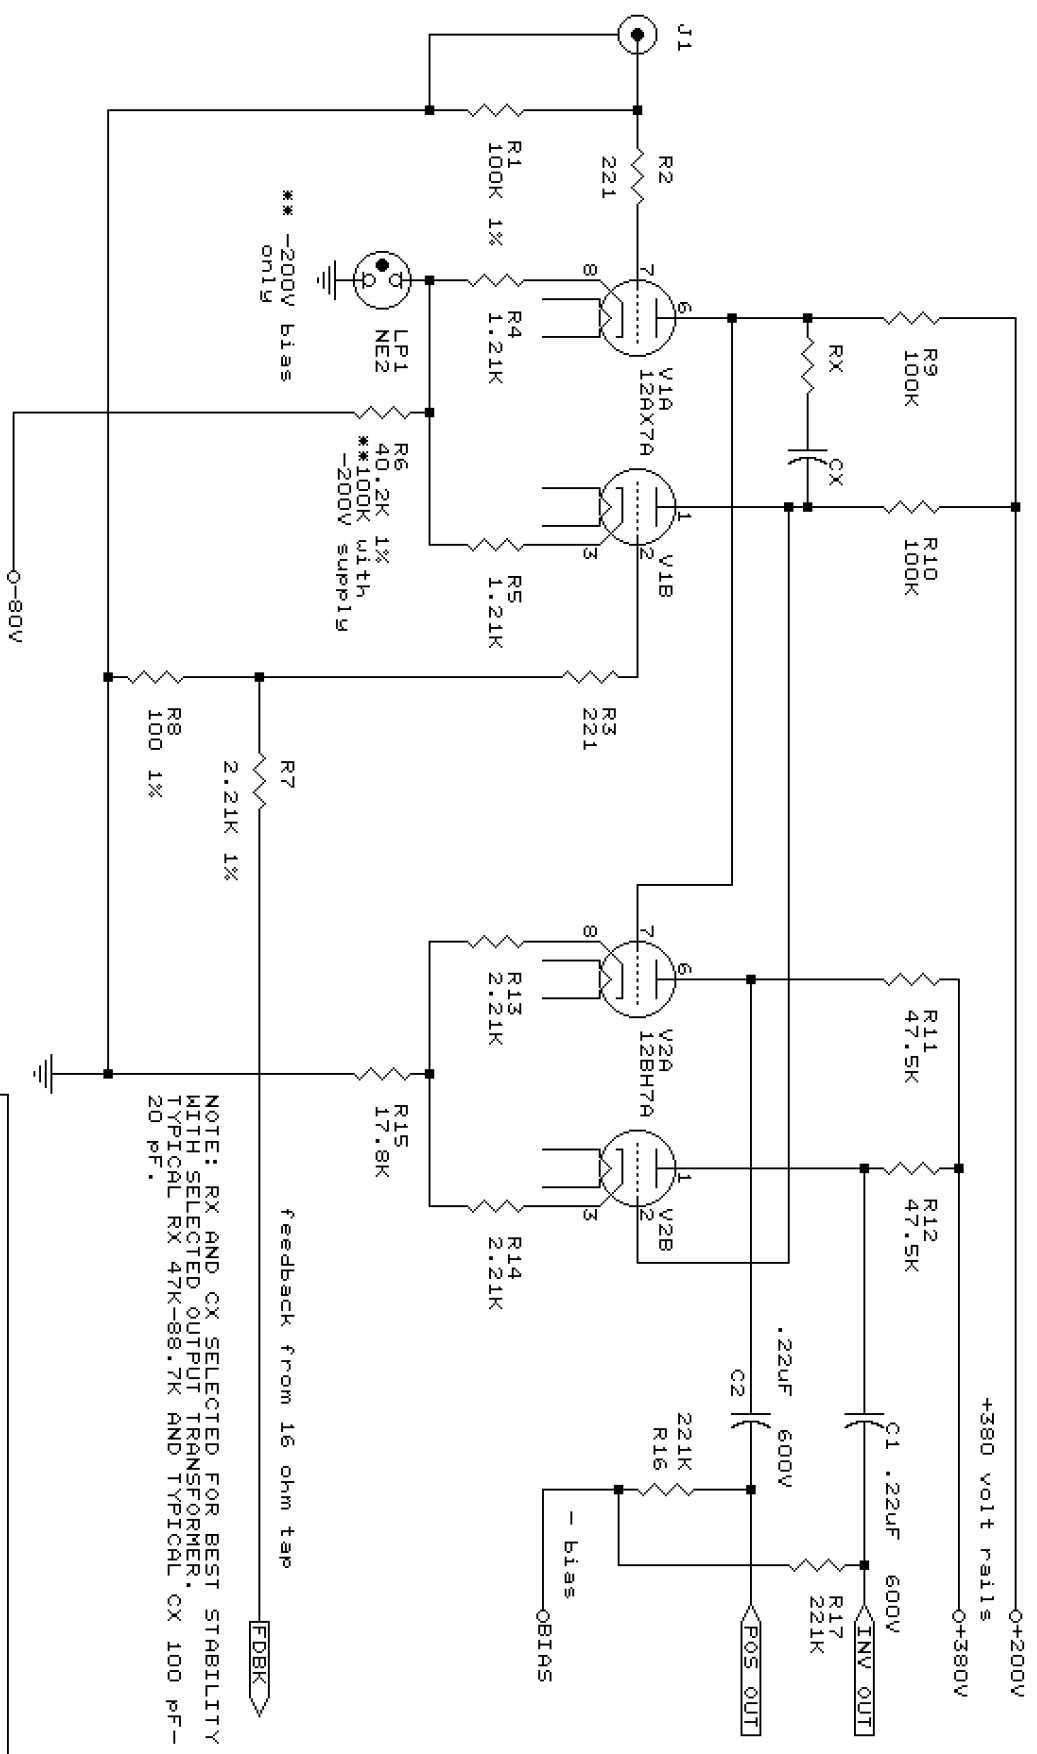 J1
R1
100K 1%
R2
221
** -200V bias
only
LP1
NE2
R4
1.21K
8
7
6
V1A
12AX7A
RX
CX
R9
100K
R10
100K
R6
40.2K 1%
**100K with
-200V supply
R5
1.21K
3
2
1
V1B
-80V
R8
100 1%
R3
221
R7
2.21K 1%
8
7
6
V2A
12BH7A
R13
2.21K
R15
17.8K
R14
2.21K
3
2
1
V2B
R11
47.5K
R12
47.5K
+380 volt rails
+200V
+380V
C1 .22uF 600V
.22uF 600V
C2
221K
R16
R17
221K
- bias
BIAS
POS OUT
INV OUT
feedback from 16 ohm tap
FDBK
NOTE: RX AND CX SELECTED FOR BEST STABILITY
WITH SELECTED OUTPUT TRANSFORMER.
TYPICAL RX 47K-88.7K AND TYPICAL CX 100 pF-
20 pF.